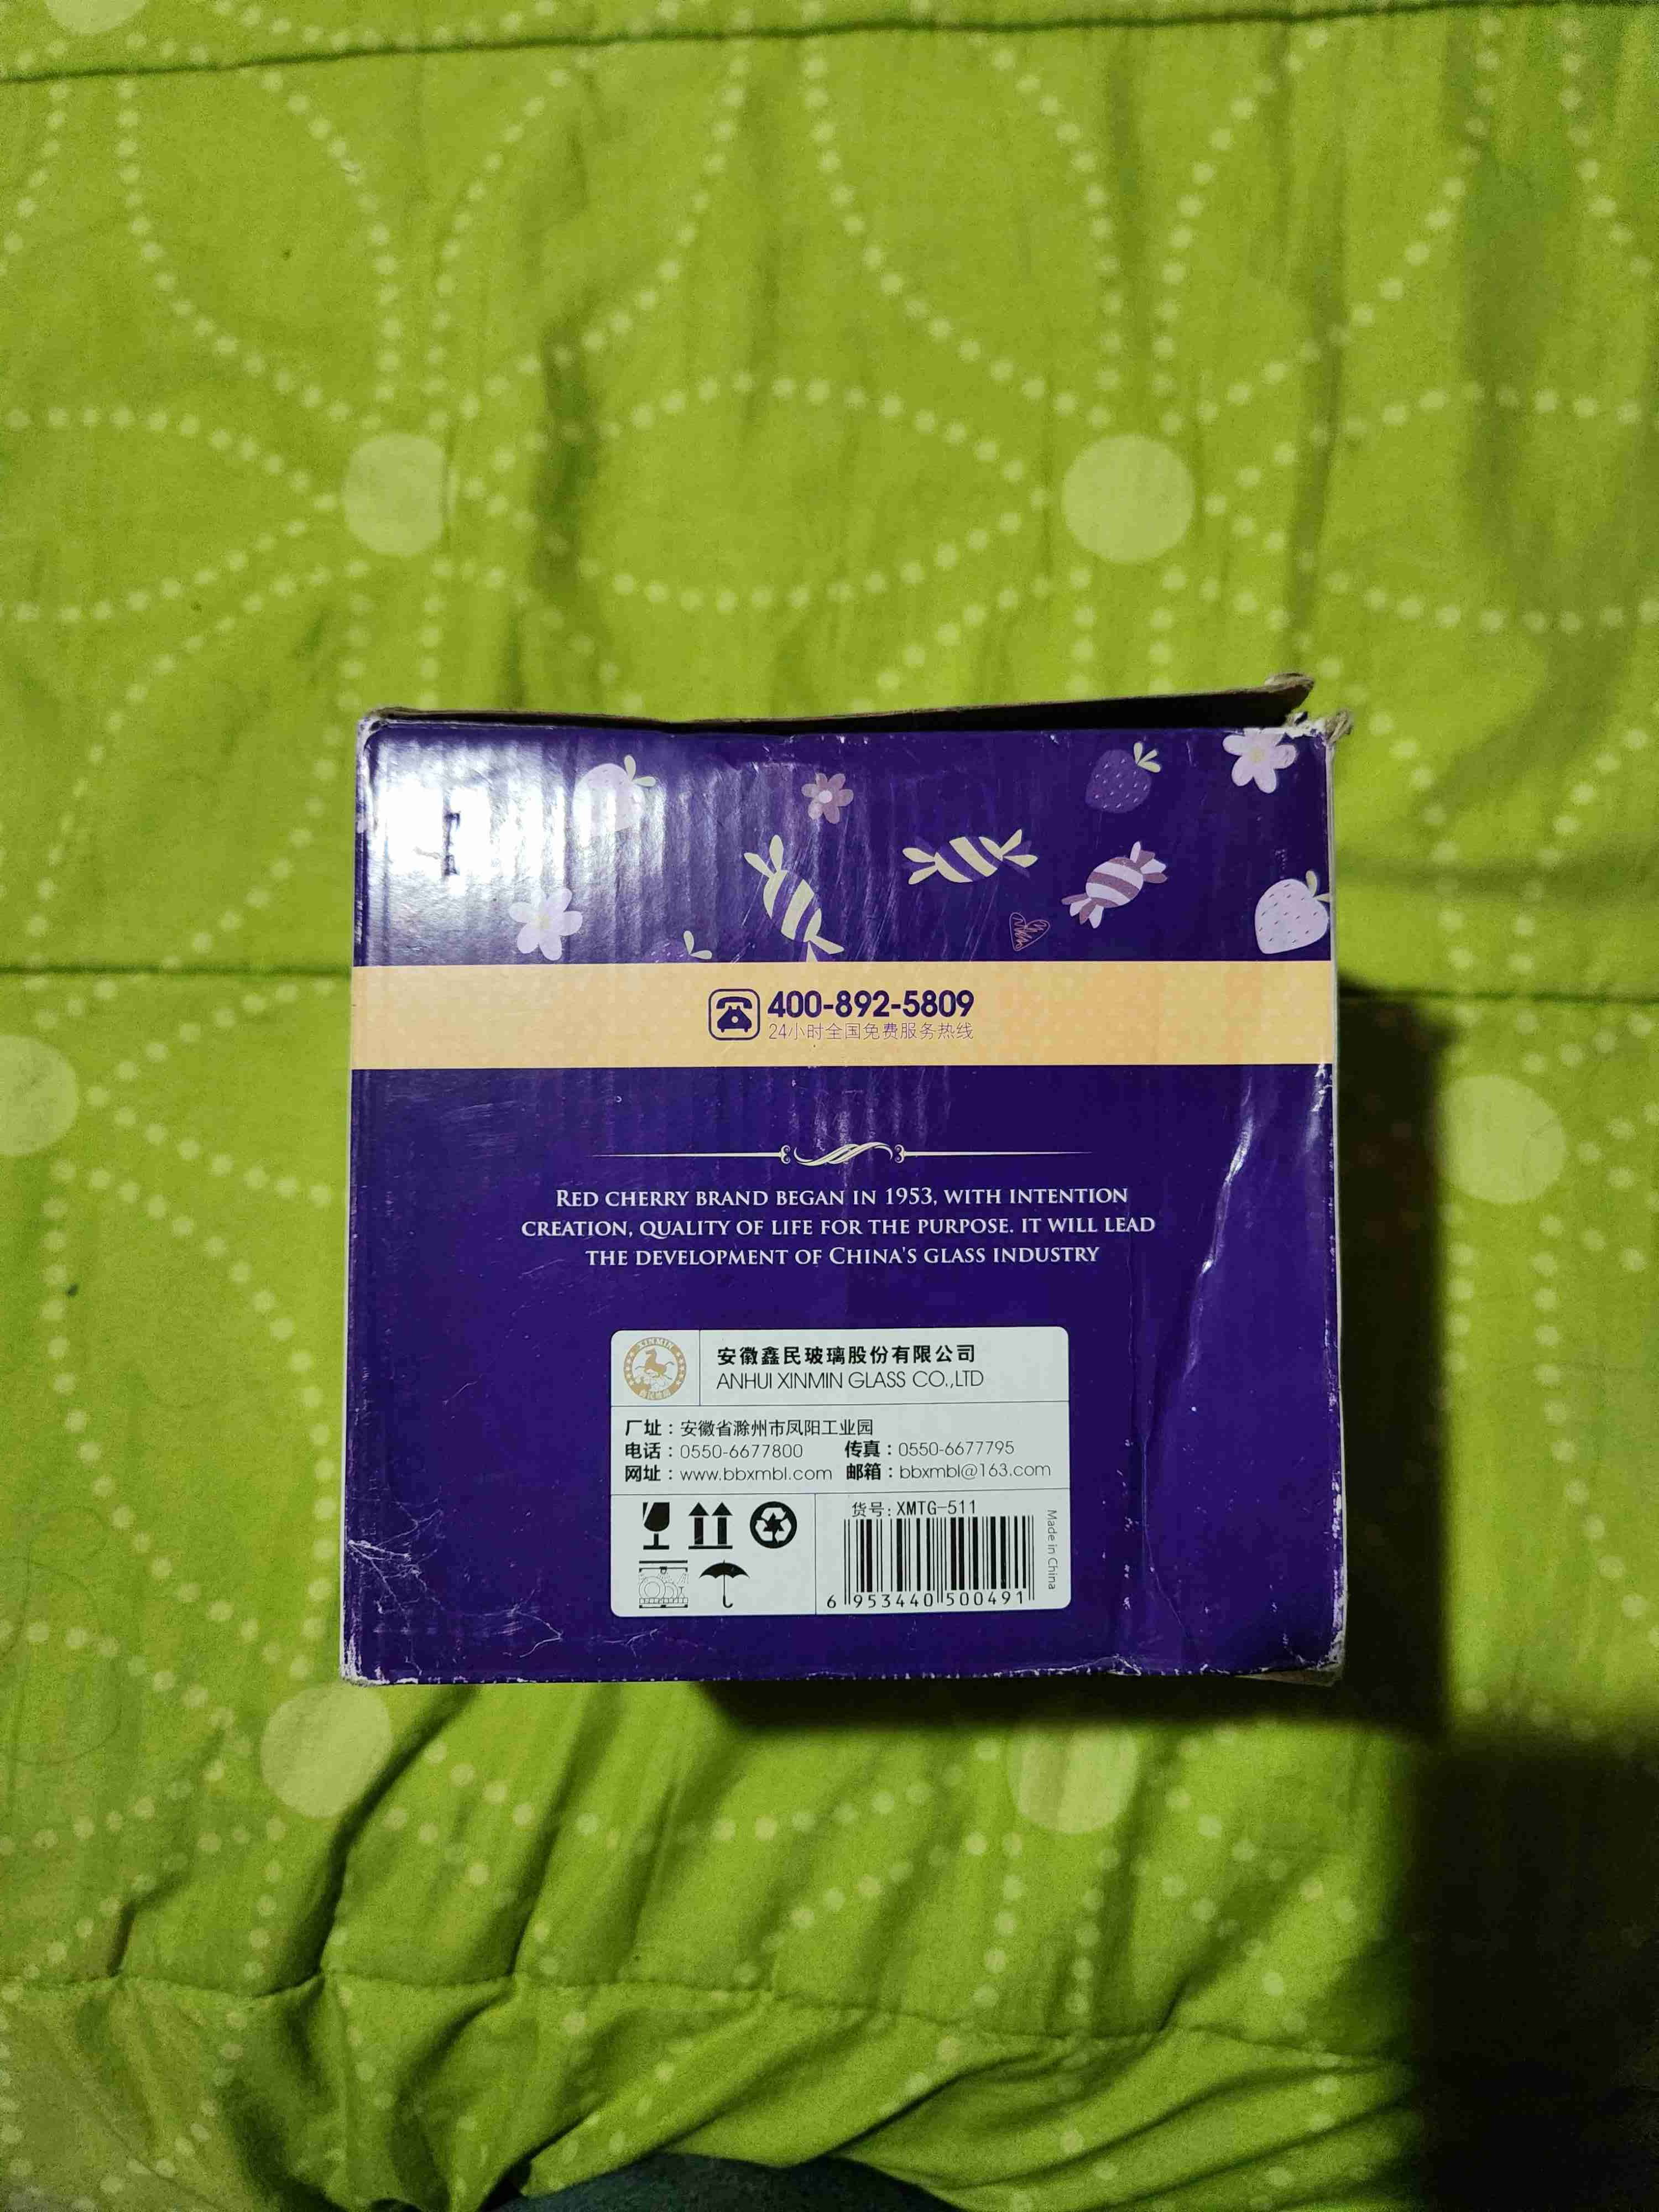 400-892-5809
24小时全国免费服务热线
RED CHERRY BRAND BEGAN IN 1953, WITH INTENTION
CREATION, QUALITY OF LIFE FOR THE PURPOSE. IT WILL LEAD
THE DEVELOPMENT OF CHINA'S GLASS INDUSTRY
XINMIN
安徽鑫民玻璃股份有限公司
ANHUI XINMIN GLASS CO.,LTD
厂址：安徽省滁州市凤阳工业园
电话：0550-6677800 传真：0550-6677795
网址：www.bbxmbl.com 邮箱：bbxmbl@163.com
货号：XMTG-511
Made in China
6 953440 500491